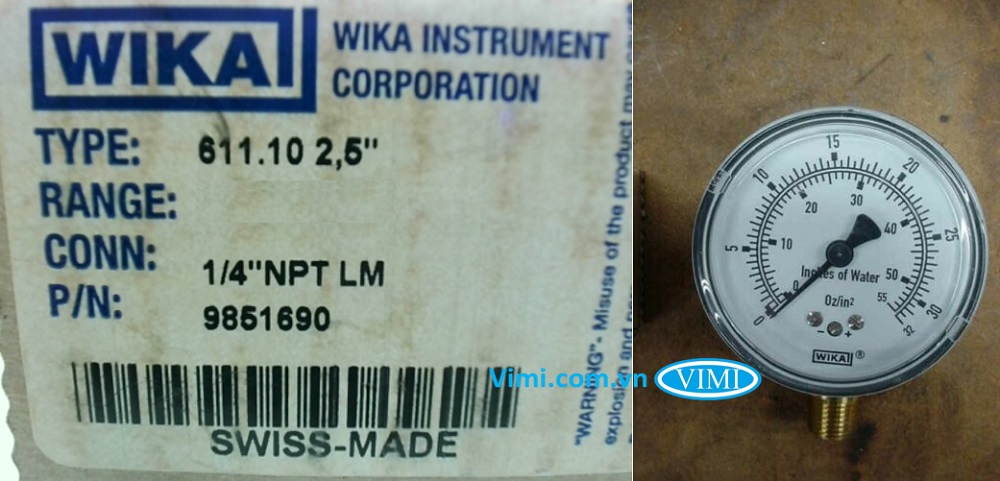 WIKA
WIKA INSTRUMENT
CORPORATION
TYPE: 611.10 2,5"
RANGE:
CONN: 1/4"NPT LM
P/N: 9851690
SWISS-MADE
"WARNING"- Misuse of the product may
explosion and
0 5 10 15 20 25 30 32
0 10 20 30 40 50 55
Inches of Water
Oz/in²
- +
WIKA ®
Vimi.com.vn VIMI